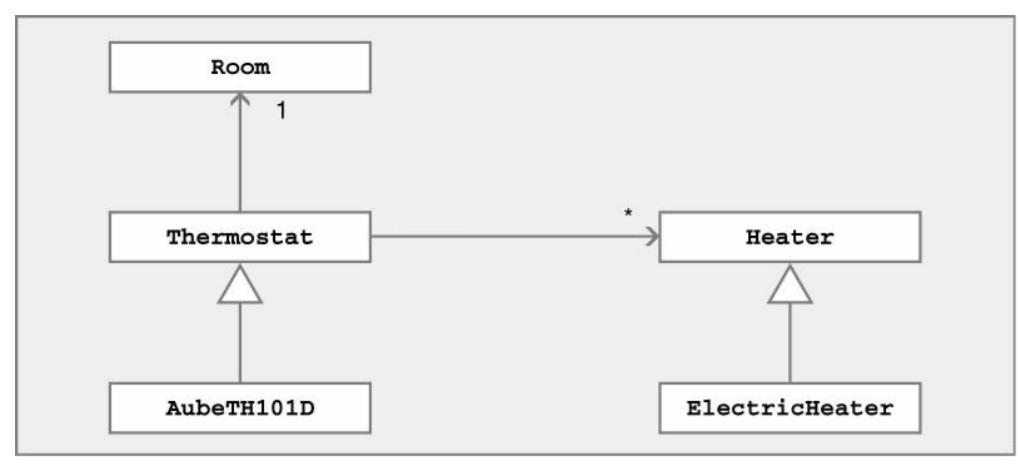 Room
1
Thermostat
*
Heater
AubeTH101D
ElectricHeater